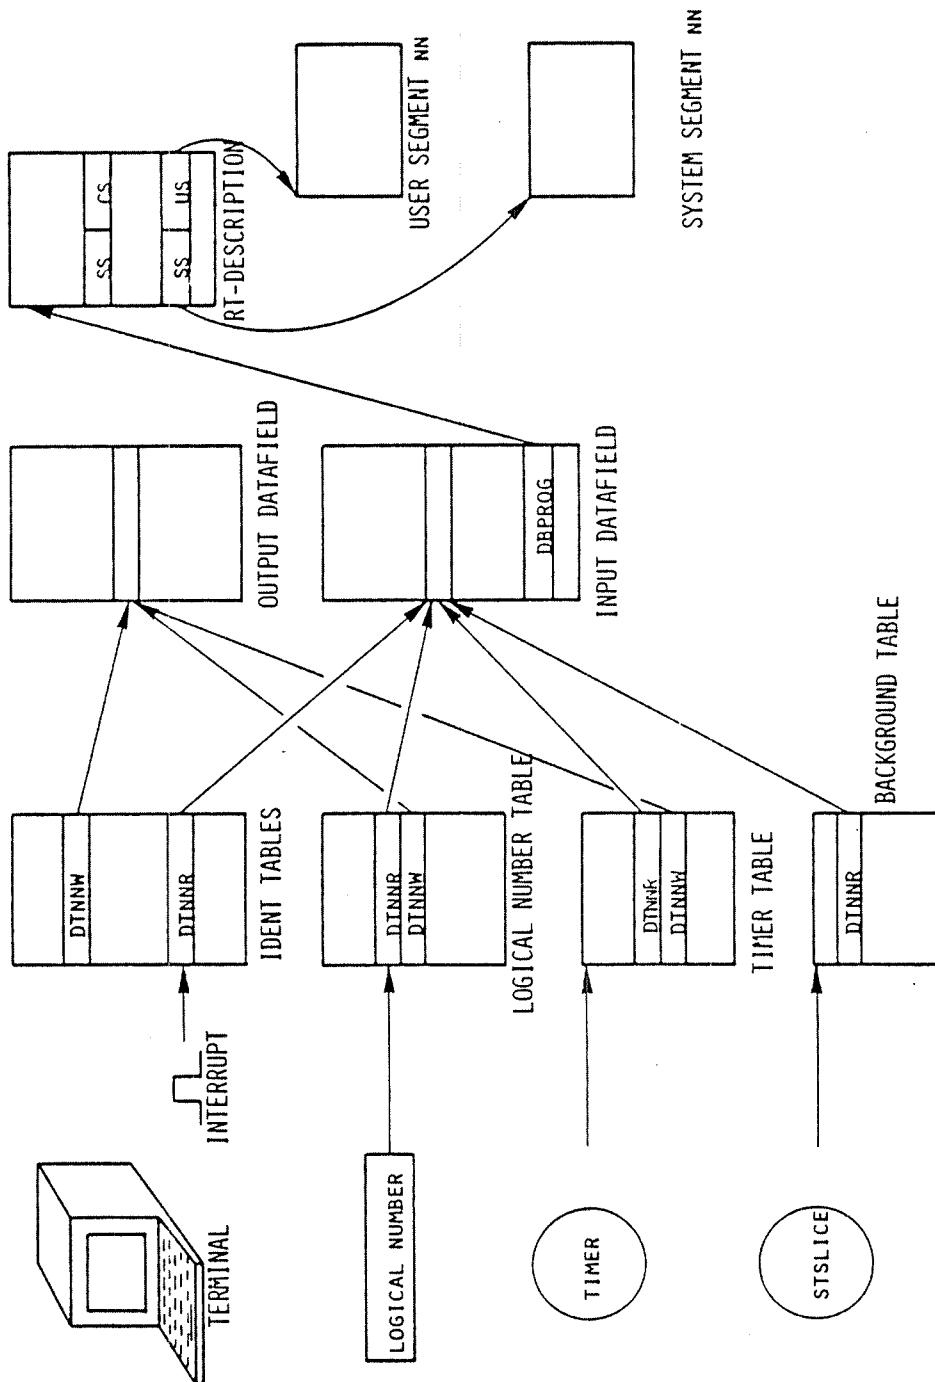 DTNNW
SS CS
DTNNR
SS US
TERMINAL
INTERRUPT
RT-DESCRIPTION
IDENT TABLES
OUTPUT DATAFIELD
LOGICAL NUMBER
DTNNR
DTNNW
USER SEGMENT NN
LOGICAL NUMBER TABLE
DBPROG
TIMER
INPUT DATAFIELD
DTNNR
DTNNW
SYSTEM SEGMENT NN
TIMER TABLE
STSLICE
DTNNR
BACKGROUND TABLE